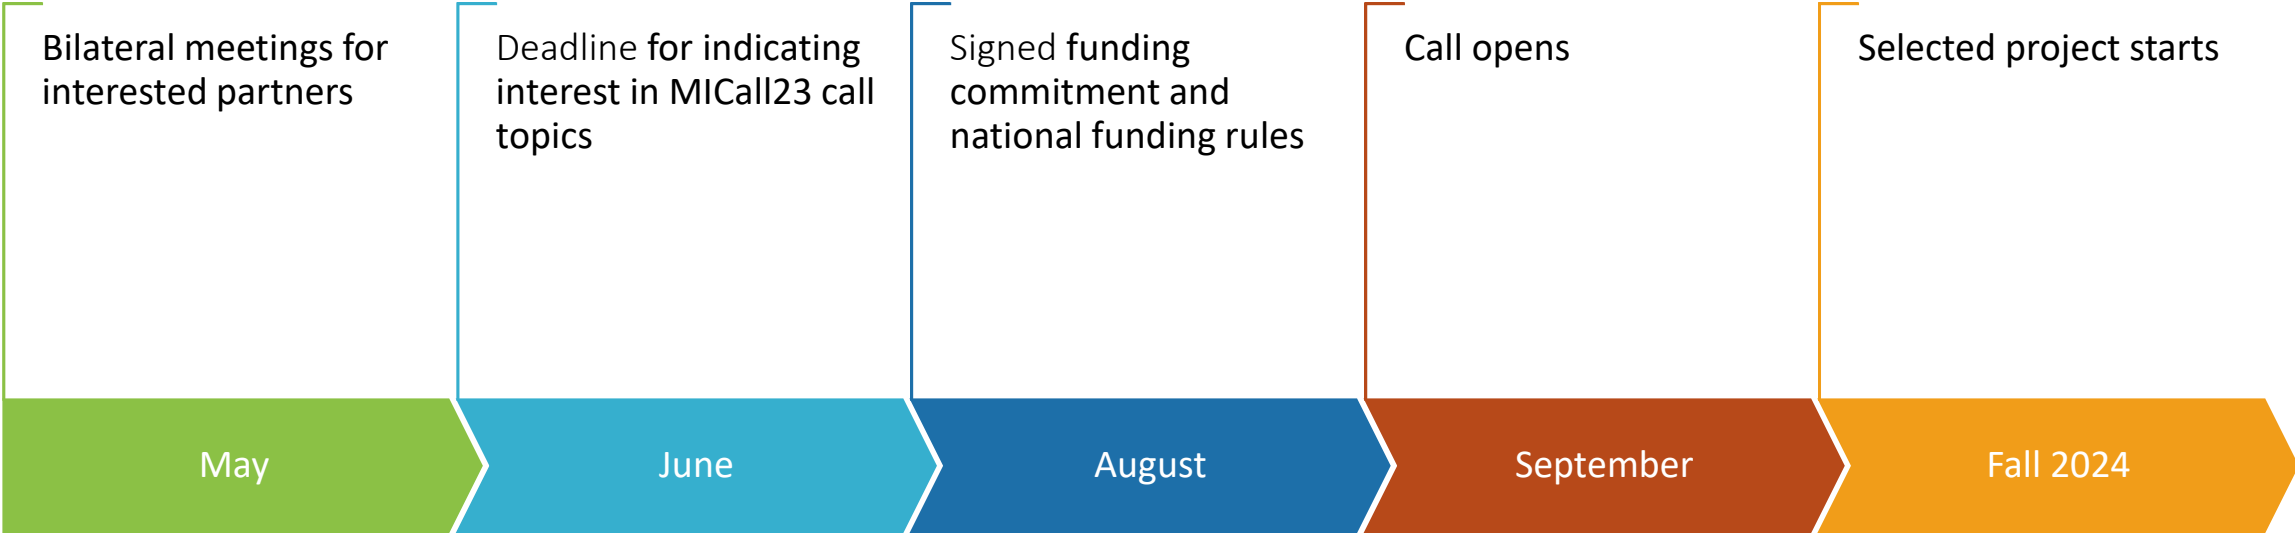 Bilateral meetings for
interested partners
Deadline for indicating
interest in MICall23 call
topics
Signed funding
commitment and
national funding rules
Call opens
Selected project starts
May
June
August
September
Fall 2024